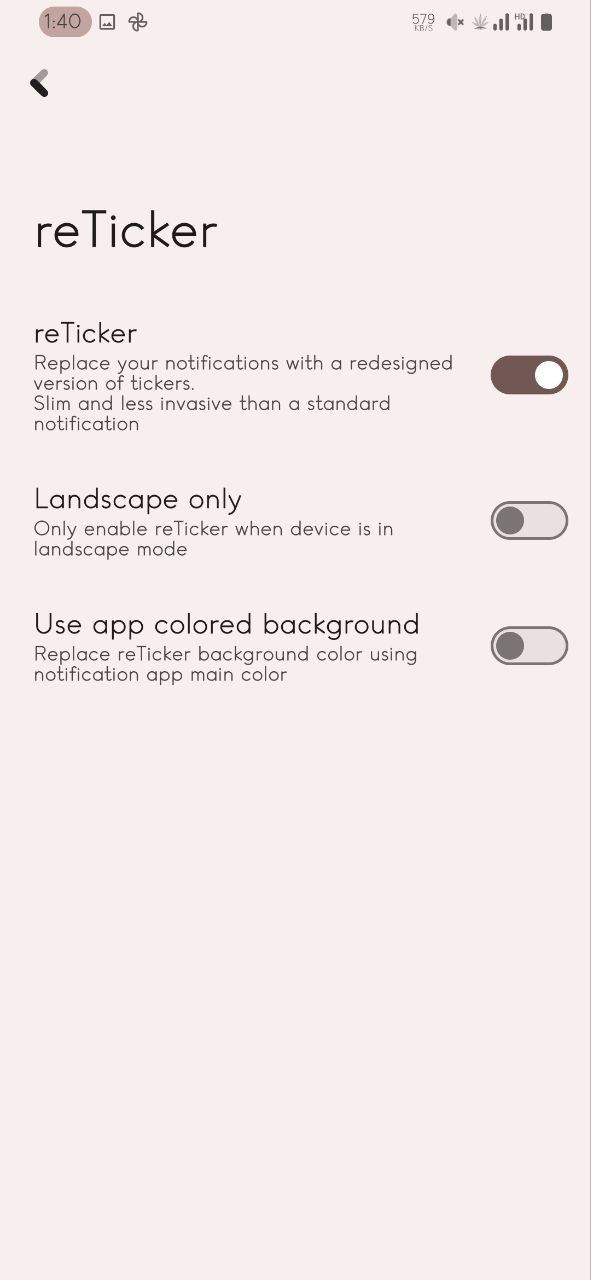 1:40
579
KB/S
HD
reTicker
reTicker
Replace your notifications with a redesigned
version of tickers.
Slim and less invasive than a standard
notification
Landscape only
Only enable reTicker when device is in
landscape mode
Use app colored background
Replace reTicker background color using
notification app main color